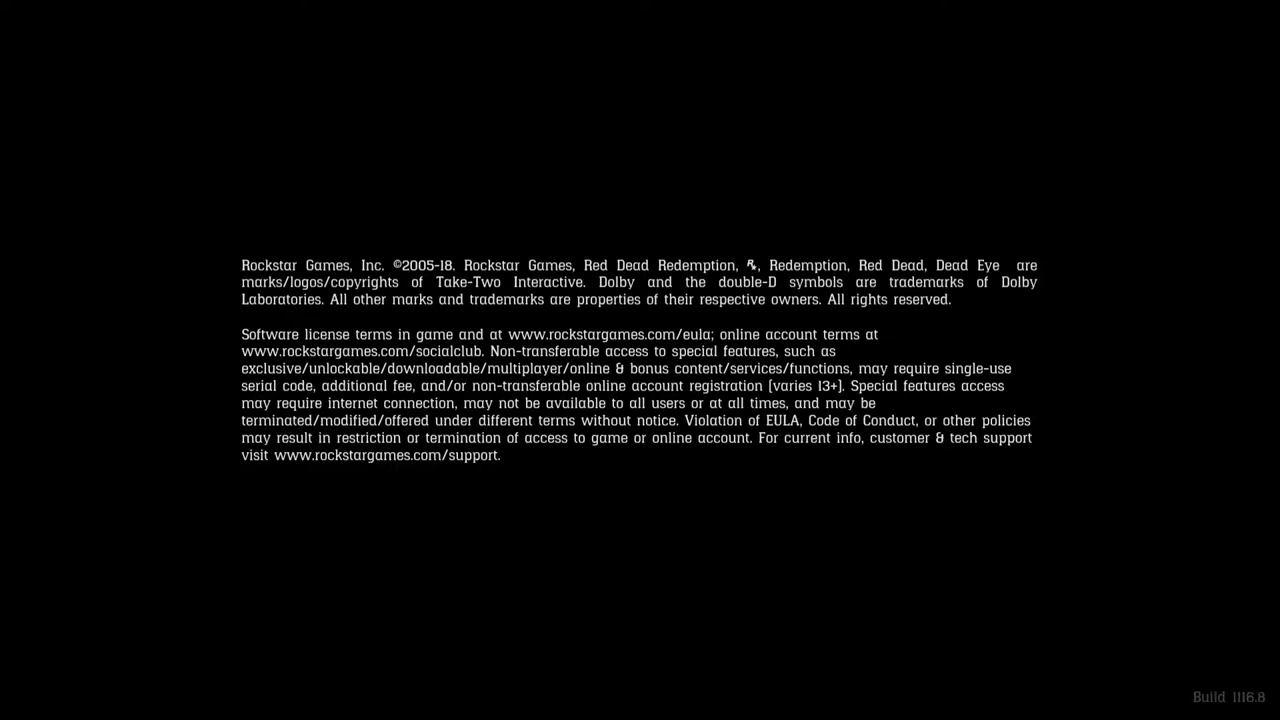 Rockstar Games, Inc. ©2005-18. Rockstar Games, Red Dead Redemption, R*, Redemption, Red Dead, Dead Eye are
marks/logos/copyrights of Take-Two Interactive. Dolby and the double-D symbols are trademarks of Dolby
Laboratories. All other marks and trademarks are properties of their respective owners. All rights reserved.
Software license terms in game and at www.rockstargames.com/eula; online account terms at
www.rockstargames.com/socialclub. Non-transferable access to special features, such as
exclusive/unlockable/downloadable/multiplayer/online & bonus content/services/functions, may require single-use
serial code, additional fee, and/or non-transferable online account registration [varies 13+]. Special features access
may require internet connection, may not be available to all users or at all times, and may be
terminated/modified/offered under different terms without notice. Violation of EULA, Code of Conduct, or other policies
may result in restriction or termination of access to game or online account. For current info, customer & tech support
visit www.rockstargames.com/support.
Build 1116.8